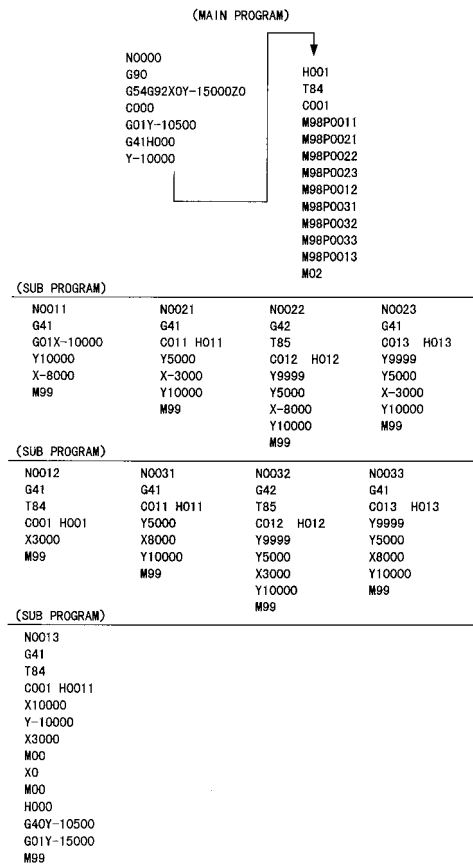 (MAIN PROGRAM)
N0000
G90
G54G92X0Y-15000Z0
C000
G01Y-10500
G41H000
Y-10000
H001
T84
C001
M98P0011
M98P0021
M98P0022
M98P0023
M98P0012
M98P0031
M98P0032
M98P0033
M98P0013
M02
(SUB PROGRAM)
N0011
G41
G01X-10000
Y10000
X-8000
M99
N0021
G41
C011 H011
Y5000
X-3000
Y10000
M99
N0022
G42
T85
C012 H012
Y9999
Y5000
X-8000
Y10000
M99
N0023
G41
C013 H013
Y9999
Y5000
X-3000
Y10000
M99
(SUB PROGRAM)
N0012
G41
T84
C001 H001
X3000
M99
N0031
G41
C011 H011
Y5000
X8000
Y10000
M99
N0032
G42
T85
C012 H012
Y9999
Y5000
X3000
Y10000
M99
N0033
G41
C013 H013
Y9999
Y5000
X8000
Y10000
M99
(SUB PROGRAM)
N0013
G41
T84
C001 H0011
X10000
Y-10000
X3000
M00
X0
M00
H000
G40Y-10500
G01Y-15000
M99